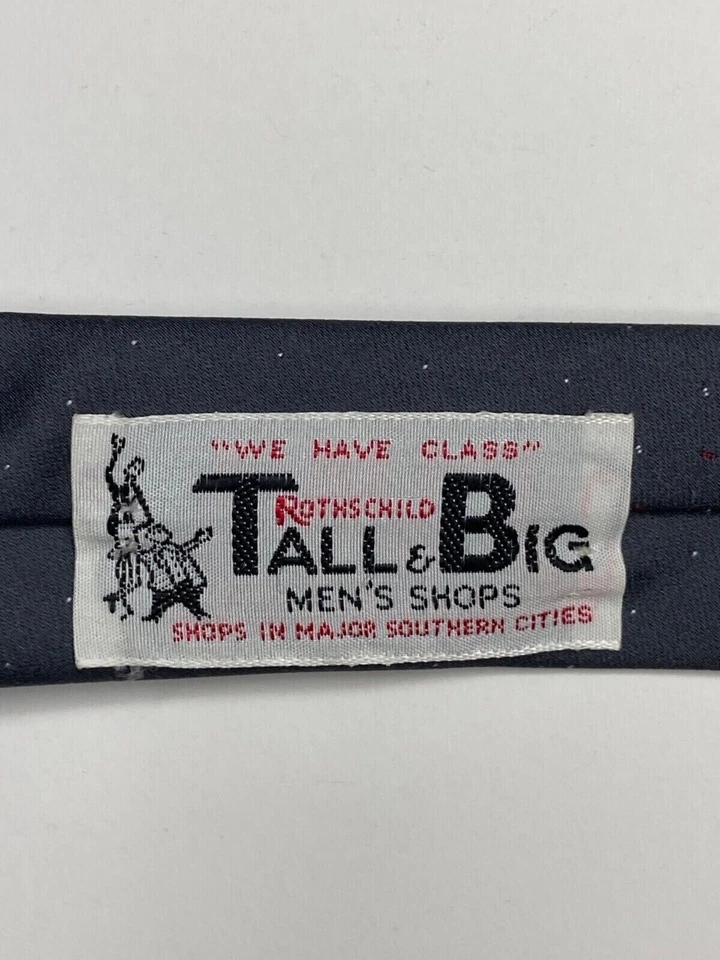 "WE HAVE CLASS"
ROTHSCHILD
TALL & BIG
MEN'S SHOPS
SHOPS IN MAJOR SOUTHERN CITIES